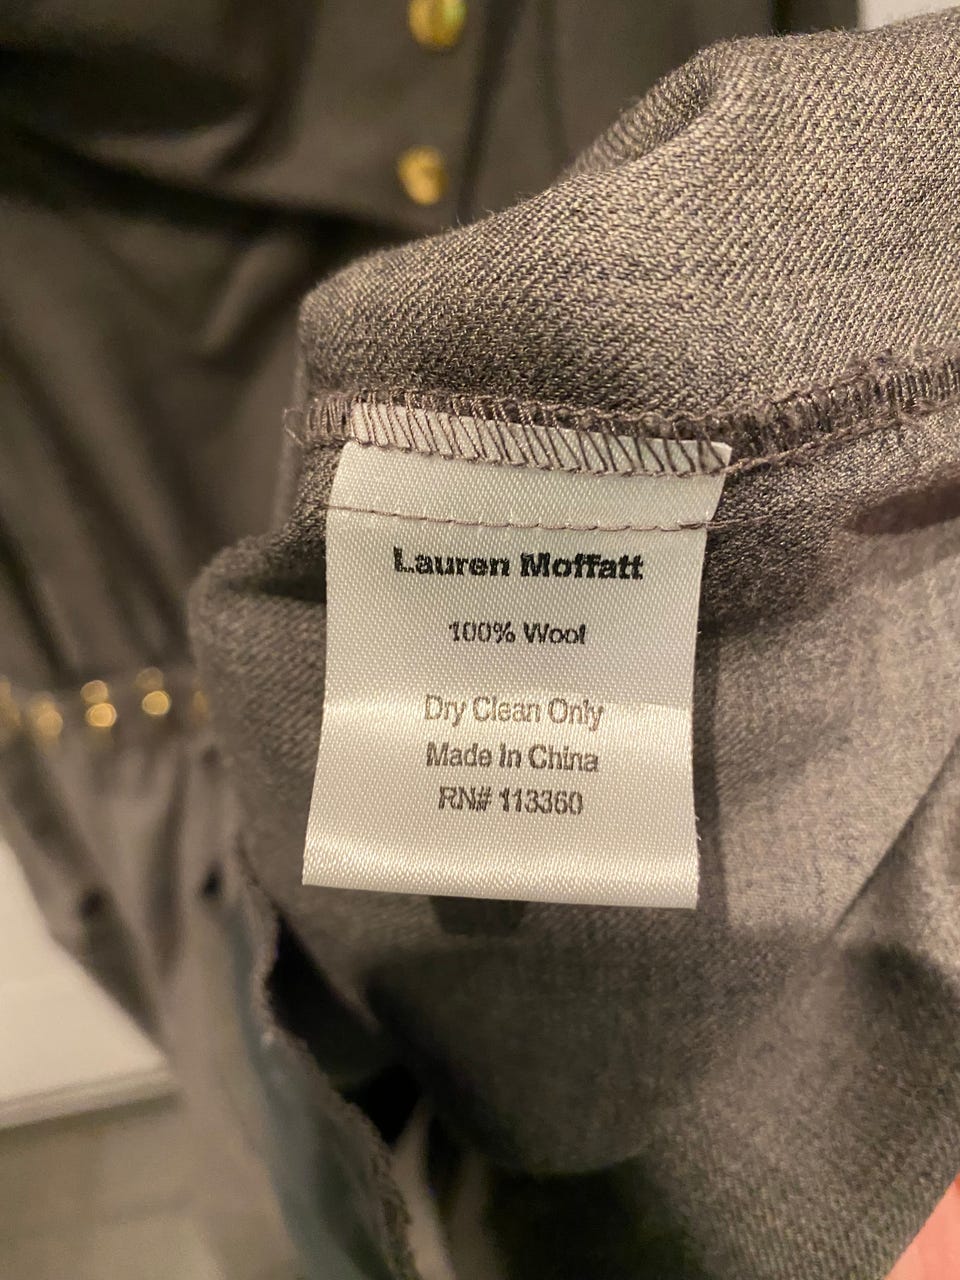 Lauren Moffatt
100% Wool
Dry Clean Only
Made In China
RN# 113360